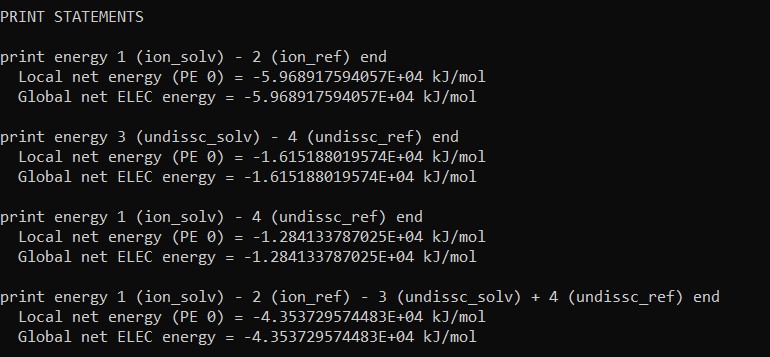 PRINT STATEMENTS
print energy 1 (ion_solv) - 2 (ion_ref) end
Local net energy (PE 0) = -5.968917594057E+04 kJ/mol
Global net ELEC energy = -5.968917594057E+04 kJ/mol
print energy 3 (undissc_solv) - 4 (undissc_ref) end
Local net energy (PE 0) = -1.615188019574E+04 kJ/mol
Global net ELEC energy = -1.615188019574E+04 kJ/mol
print energy 1 (ion_solv) - 4 (undissc_ref) end
Local net energy (PE 0) = -1.284133787025E+04 kJ/mol
Global net ELEC energy = -1.284133787025E+04 kJ/mol
print energy 1 (ion_solv) - 2 (ion_ref) - 3 (undissc_solv) + 4 (undissc_ref) end
Local net energy (PE 0) = -4.353729574483E+04 kJ/mol
Global net ELEC energy = -4.353729574483E+04 kJ/mol